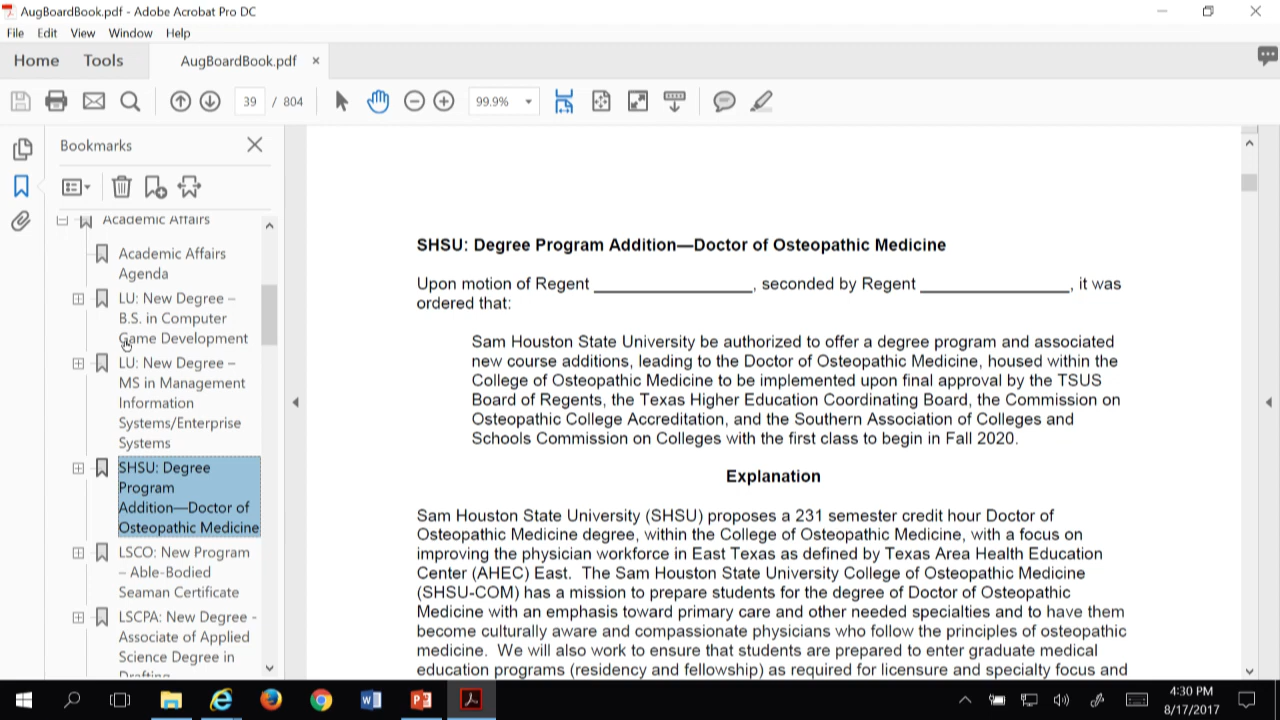 AugBoardBook.pdf - Adobe Acrobat Pro DC
File Edit View Window Help
Home Tools AugBoardBook.pdf ×
39 / 804 99.9%
Bookmarks
Academic Affairs
Academic Affairs
Agenda
LU: New Degree –
B.S. in Computer
Game Development
LU: New Degree –
MS in Management
Information
Systems/Enterprise
Systems
SHSU: Degree
Program
Addition—Doctor of
Osteopathic Medicine
LSCO: New Program
– Able-Bodied
Seaman Certificate
LSCPA: New Degree -
Associate of Applied
Science Degree in
Drafting
SHSU: Degree Program Addition—Doctor of Osteopathic Medicine
Upon motion of Regent __________________, seconded by Regent _________________, it was
ordered that:
Sam Houston State University be authorized to offer a degree program and associated
new course additions, leading to the Doctor of Osteopathic Medicine, housed within the
College of Osteopathic Medicine to be implemented upon final approval by the TSUS
Board of Regents, the Texas Higher Education Coordinating Board, the Commission on
Osteopathic College Accreditation, and the Southern Association of Colleges and
Schools Commission on Colleges with the first class to begin in Fall 2020.
Explanation
Sam Houston State University (SHSU) proposes a 231 semester credit hour Doctor of
Osteopathic Medicine degree, within the College of Osteopathic Medicine, with a focus on
improving the physician workforce in East Texas as defined by Texas Area Health Education
Center (AHEC) East. The Sam Houston State University College of Osteopathic Medicine
(SHSU-COM) has a mission to prepare students for the degree of Doctor of Osteopathic
Medicine with an emphasis toward primary care and other needed specialties and to have them
become culturally aware and compassionate physicians who follow the principles of osteopathic
medicine. We will also work to ensure that students are prepared to enter graduate medical
education programs (residency and fellowship) as required for licensure and specialty focus and
4:30 PM
8/17/2017